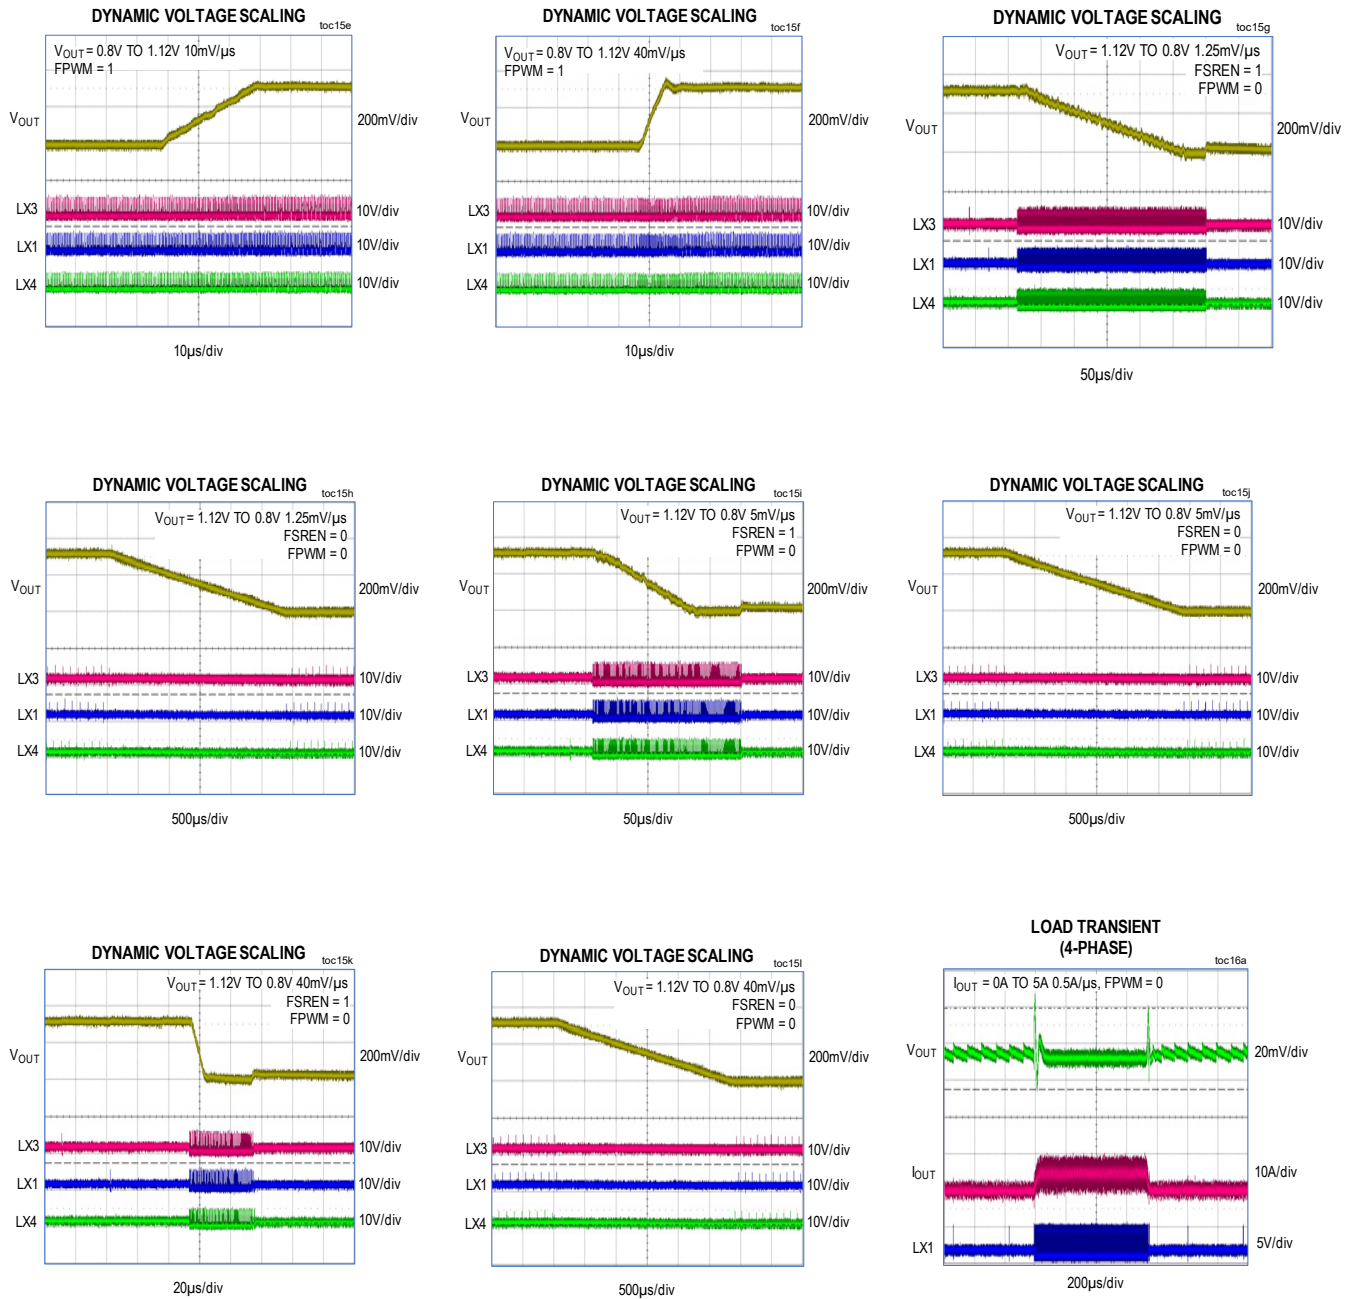 DYNAMIC VOLTAGE SCALING
toc15e
VOUT = 0.8V TO 1.12V 10mV/µs
FPWM = 1
VOUT
200mV/div
LX3
10V/div
LX1
10V/div
LX4
10V/div
10µs/div
DYNAMIC VOLTAGE SCALING
toc15f
VOUT = 0.8V TO 1.12V 40mV/µs
FPWM = 1
VOUT
200mV/div
LX3
10V/div
LX1
10V/div
LX4
10V/div
10µs/div
DYNAMIC VOLTAGE SCALING
toc15g
VOUT = 1.12V TO 0.8V 1.25mV/µs
FSREN = 1
FPWM = 0
VOUT
200mV/div
LX3
10V/div
LX1
10V/div
LX4
10V/div
50µs/div
DYNAMIC VOLTAGE SCALING
toc15h
VOUT = 1.12V TO 0.8V 1.25mV/µs
FSREN = 0
FPWM = 0
VOUT
200mV/div
LX3
10V/div
LX1
10V/div
LX4
10V/div
500µs/div
DYNAMIC VOLTAGE SCALING
toc15i
VOUT = 1.12V TO 0.8V 5mV/µs
FSREN = 1
FPWM = 0
VOUT
200mV/div
LX3
10V/div
LX1
10V/div
LX4
10V/div
50µs/div
DYNAMIC VOLTAGE SCALING
toc15j
VOUT = 1.12V TO 0.8V 5mV/µs
FSREN = 0
FPWM = 0
VOUT
200mV/div
LX3
10V/div
LX1
10V/div
LX4
10V/div
500µs/div
DYNAMIC VOLTAGE SCALING
toc15k
VOUT = 1.12V TO 0.8V 40mV/µs
FSREN = 1
FPWM = 0
VOUT
200mV/div
LX3
10V/div
LX1
10V/div
LX4
10V/div
20µs/div
DYNAMIC VOLTAGE SCALING
toc15l
VOUT = 1.12V TO 0.8V 40mV/µs
FSREN = 0
FPWM = 0
VOUT
200mV/div
LX3
10V/div
LX1
10V/div
LX4
10V/div
500µs/div
LOAD TRANSIENT
(4-PHASE)
toc16a
IOUT = 0A TO 5A 0.5A/µs, FPWM = 0
VOUT
20mV/div
IOUT
10A/div
LX1
5V/div
200µs/div